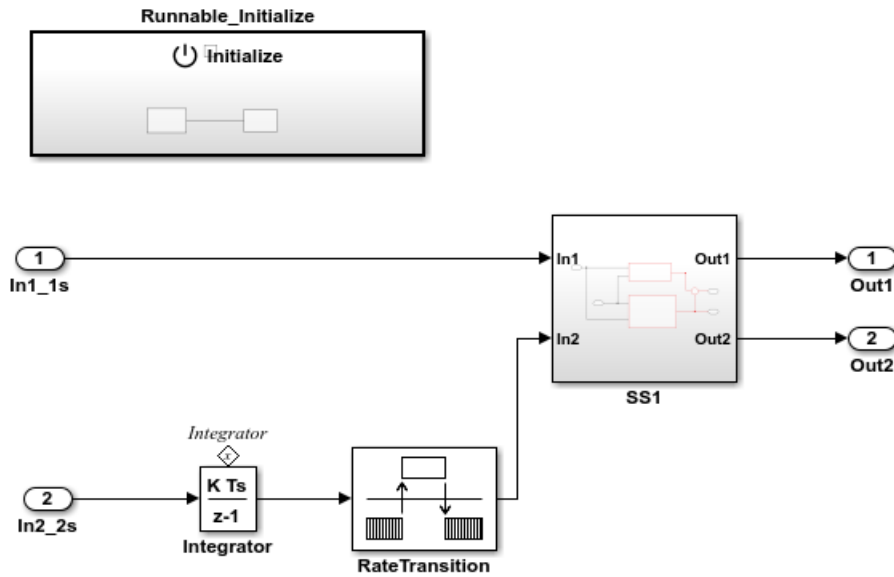 Runnable_Initialize
Initialize
1
In1_1s
In1
Out1
1
Out1
In2
Out2
2
Out2
SS1
Integrator
x
2
In2_2s
K Ts
z-1
Integrator
RateTransition